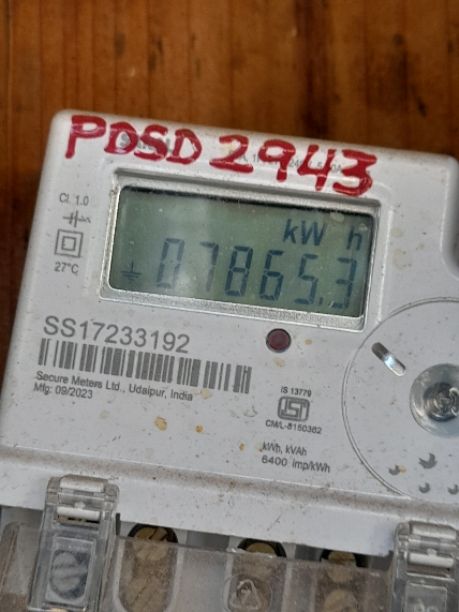 PDSD 2943
Cl. 1.0
kW h
07865.3
27°C
SS17233192
Secure Meters Ltd., Udaipur, India
Mfg: 09/2023
IS 13779
ISI
CM/L-8150362
kWh, kVAh
6400 imp/kWh